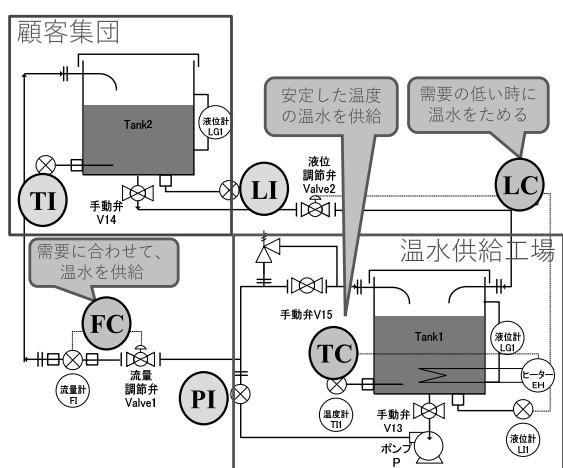 顧客集団
安定した温度
の温水を供給
需要の低い時に
温水をためる
Tank2
液位計
LG1
TI
手動弁
V14
LI
液位
調節弁
Valve2
LC
需要に合わせて、
温水を供給
温水供給工場
FC
手動弁V15
Tank1
液位計
LG1
TC
流量計
FI
流量
調節弁
Valve1
PI
温度計
TI1
手動弁
V13
ヒーター
EH
ポンプ
P
液位計
LI1